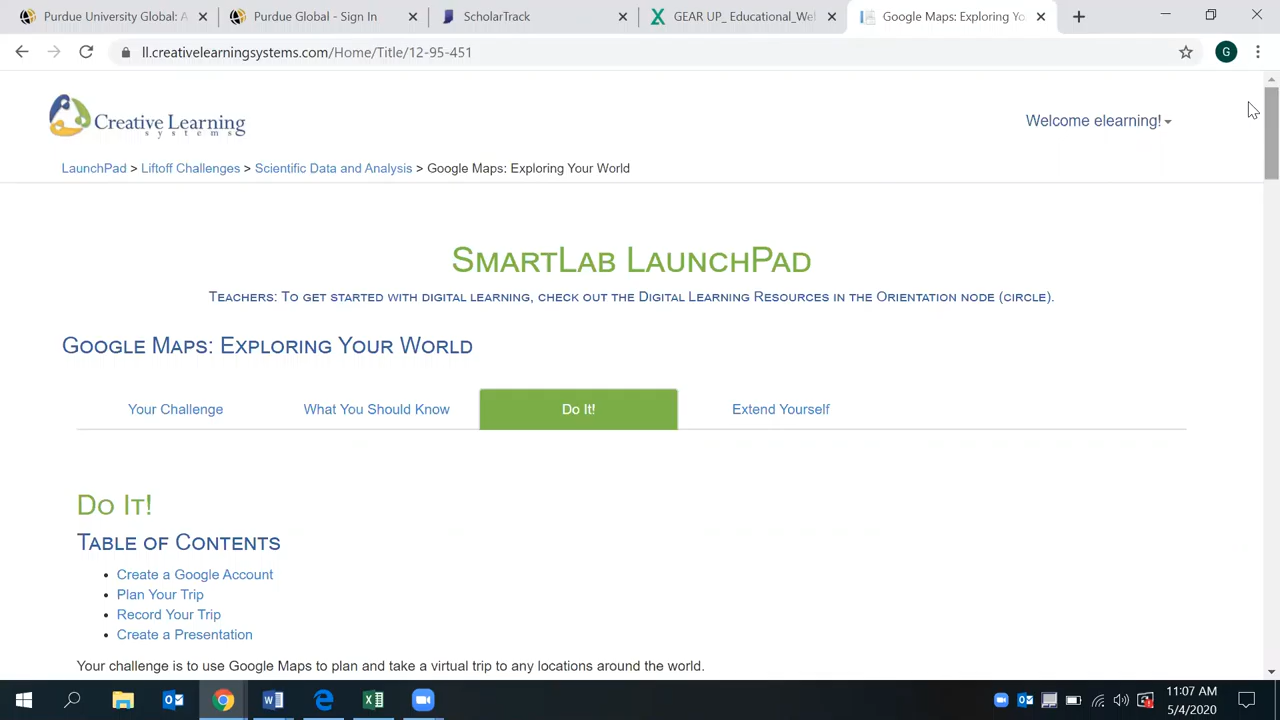 Purdue University Global: A
Purdue Global - Sign In
ScholarTrack
GEAR UP_ Educational_Wel
Google Maps: Exploring Yo
ll.creativelearningsystems.com/Home/Title/12-95-451
G
Creative Learning
systems
Welcome elearning!
LaunchPad > Liftoff Challenges > Scientific Data and Analysis > Google Maps: Exploring Your World
SmartLab LaunchPad
Teachers: To get started with digital learning, check out the Digital Learning Resources in the Orientation node (circle).
Google Maps: Exploring Your World
Your Challenge
What You Should Know
Do It!
Extend Yourself
Do It!
Table of Contents
• Create a Google Account
• Plan Your Trip
• Record Your Trip
• Create a Presentation
Your challenge is to use Google Maps to plan and take a virtual trip to any locations around the world.
11:07 AM
5/4/2020